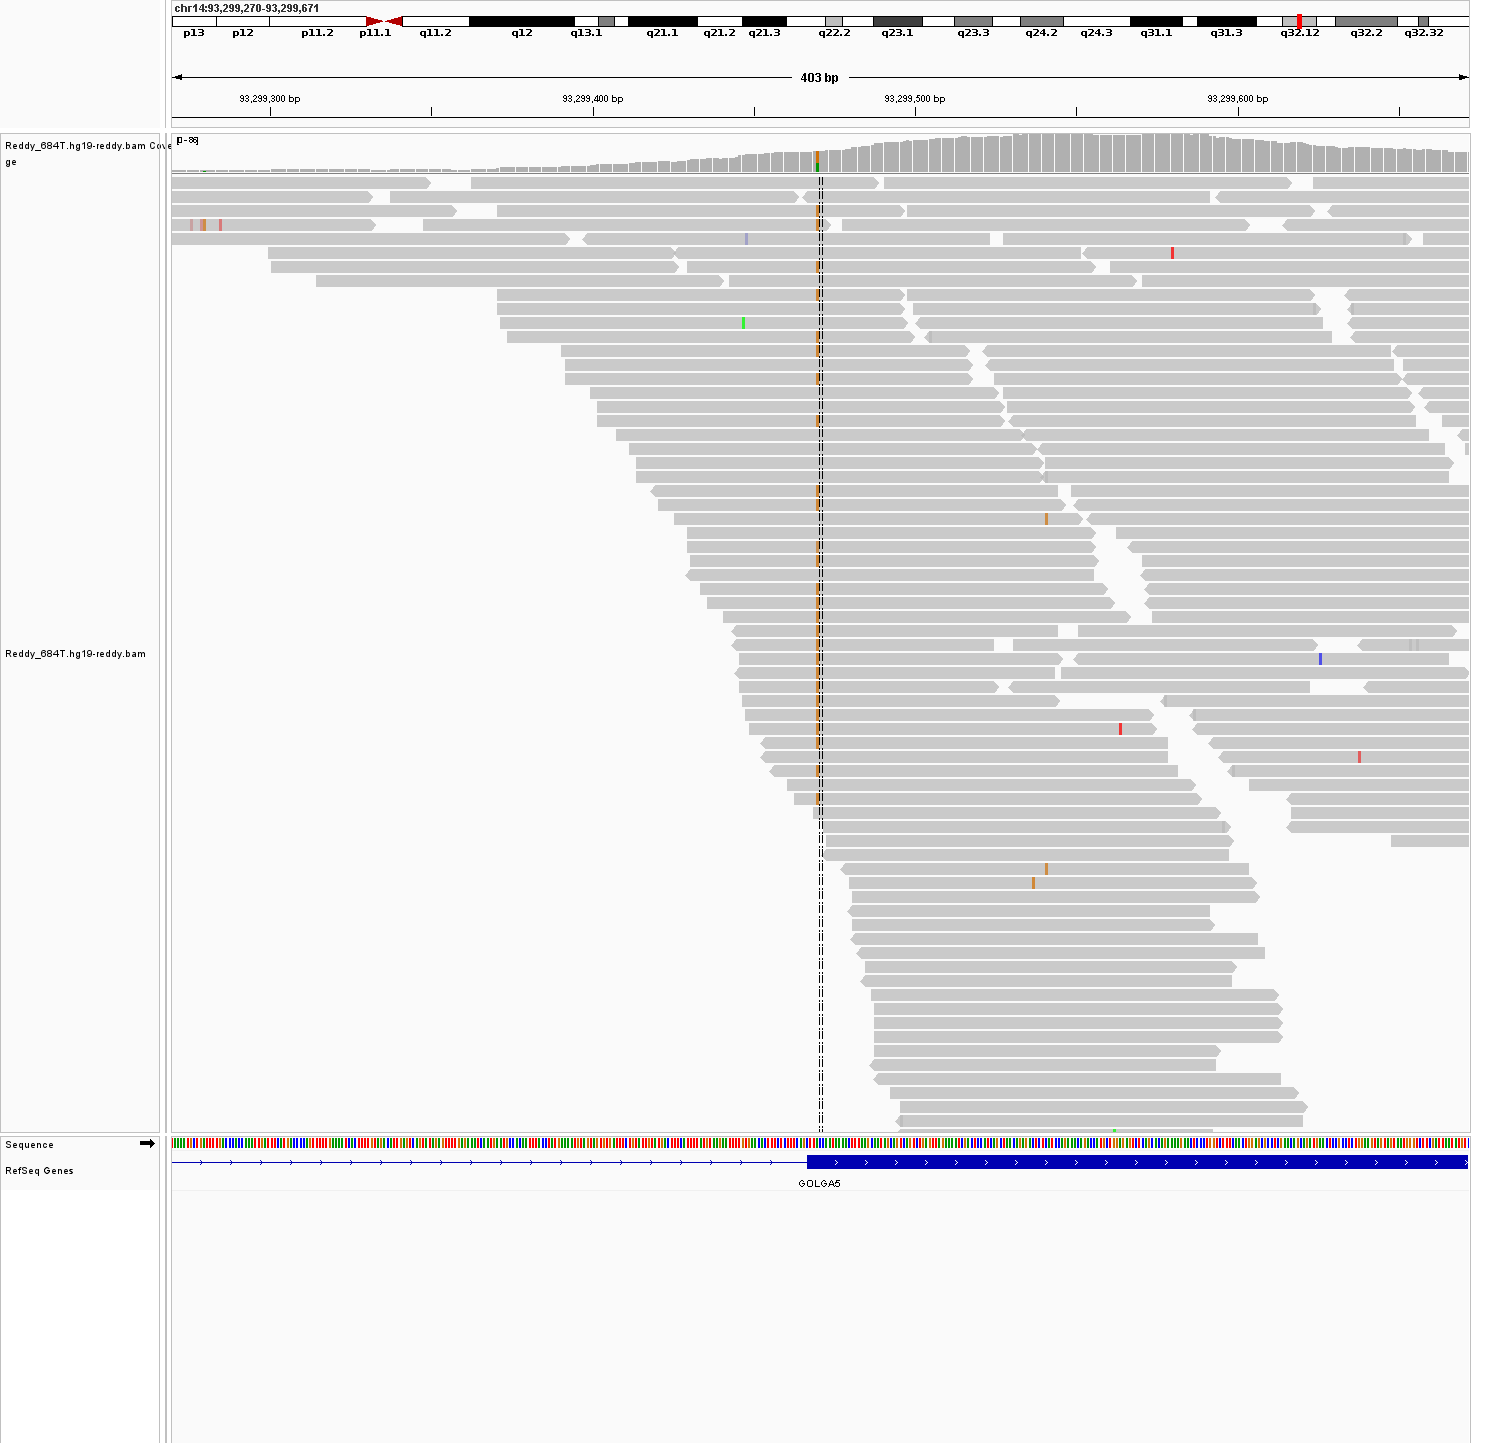 chr14:93,299,270-93,299,671
p13 p12 p11.2 p11.1 q11.2 q12 q13.1 q21.1 q21.2 q21.3 q22.2 q23.1 q23.3 q24.2 q24.3 q31.1 q31.3 q32.12 q32.2 q32.32
403 bp
93,299,300 bp 93,299,400 bp 93,299,500 bp 93,299,600 bp
Reddy_684T.hg19-reddy.bam Cove
ge
[0-86]
Reddy_684T.hg19-reddy.bam
Sequence
RefSeq Genes
GOLGA5